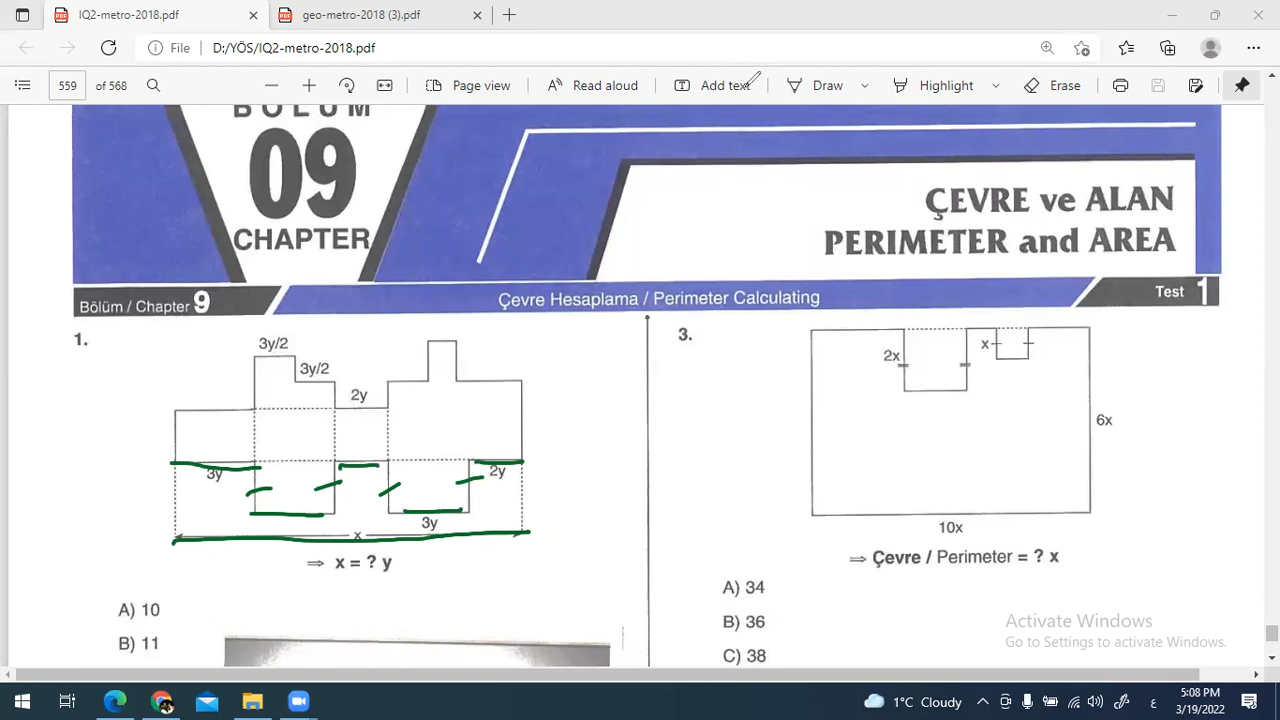 IQ2-metro-2018.pdf
geo-metro-2018 (3).pdf
File D:/YÖS/IQ2-metro-2018.pdf
559 of 568 Page view Read aloud Add text Draw Highlight Erase
BÖLÜM
09
CHAPTER
ÇEVRE ve ALAN
PERIMETER and AREA
Bölüm / Chapter 9
Çevre Hesaplama / Perimeter Calculating
Test 1
1.
3y/2
3y/2
2y
3y
2y
3y
x
⇒ x = ? y
A) 10
B) 11
3.
2x
x
6x
10x
⇒ Çevre / Perimeter = ? x
A) 34
B) 36
C) 38
Activate Windows
Go to Settings to activate Windows.
1°C Cloudy
ع
5:08 PM
3/19/2022